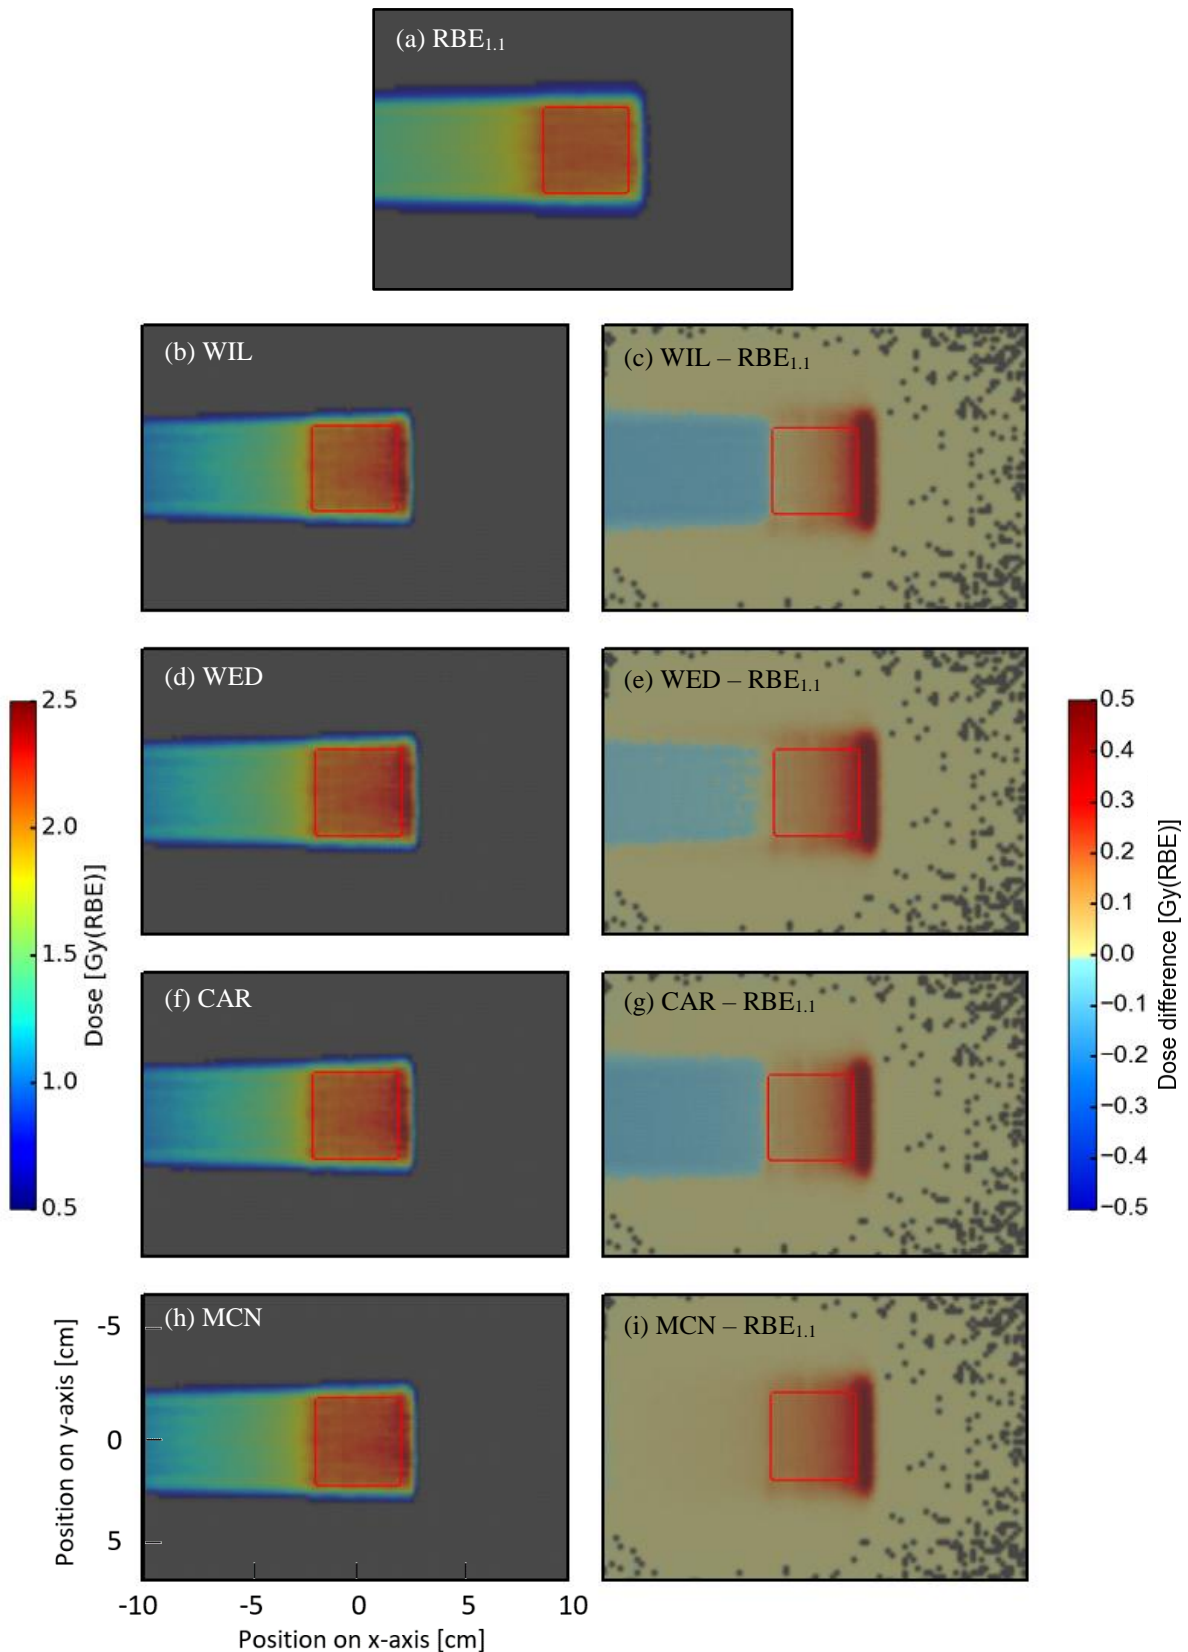 (a) RBE1.1
(b) WIL
(c) WIL – RBE1.1
(d) WED
(e) WED – RBE1.1
2.5
2.0
1.5
1.0
0.5
Dose [Gy(RBE)]
0.5
0.4
0.3
0.2
0.1
0.0
−0.1
−0.2
−0.3
−0.4
−0.5
Dose difference [Gy(RBE)]
(f) CAR
(g) CAR – RBE1.1
(h) MCN
(i) MCN – RBE1.1
-5
0
5
Position on y-axis [cm]
-10
-5
0
5
10
Position on x-axis [cm]